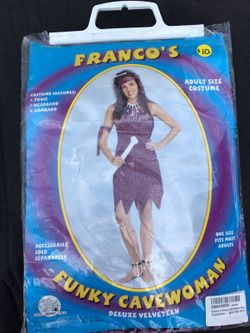 FRANCO'S
$10
ADULT SIZE
COSTUME
COSTUME INCLUDES:
• TUNIC
• HEADBAND
• ARMBAND
ACCESSORIES
SOLD
SEPARATELY
ONE SIZE
FITS MOST
ADULTS
FUNKY CAVEWOMAN
DELUXE VELVETEEN